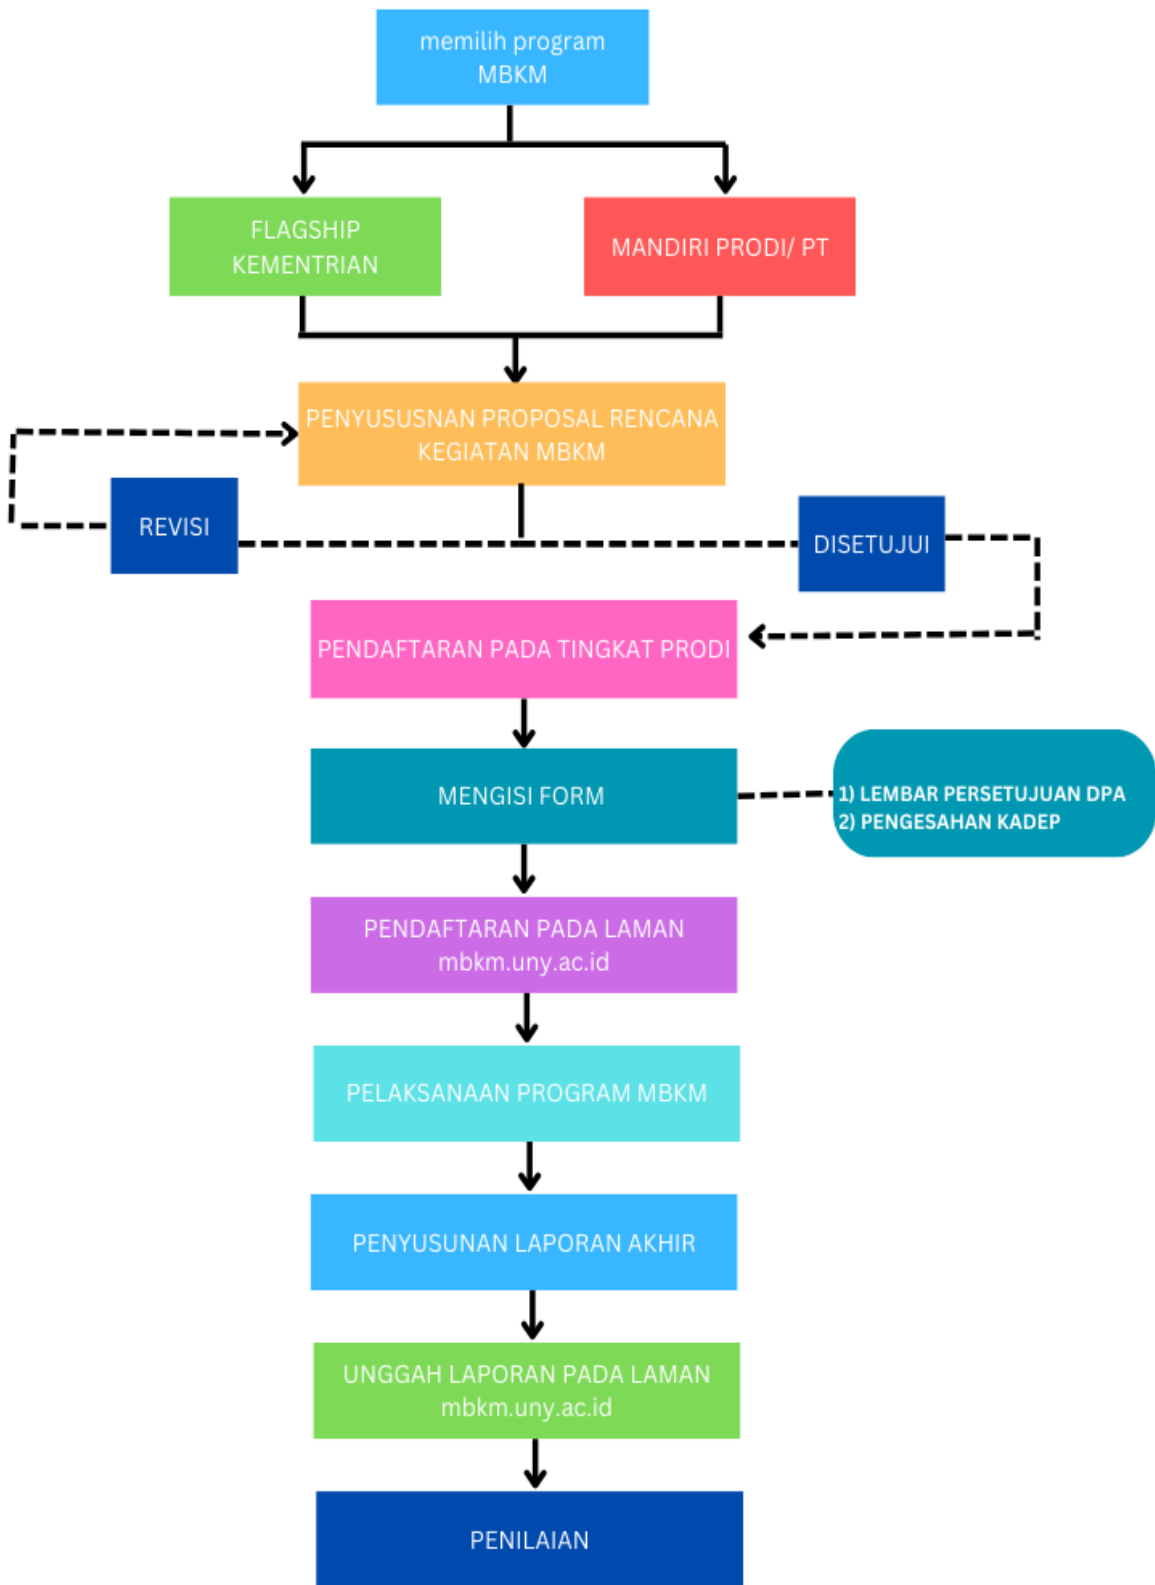 memilih program
MBKM
FLAGSHIP
KEMENTRIAN
MANDIRI PRODI/ PT
PENYUSUSNAN PROPOSAL RENCANA
KEGIATAN MBKM
REVISI
DISETUJUI
PENDAFTARAN PADA TINGKAT PRODI
MENGISI FORM
1) LEMBAR PERSETUJUAN DPA
2) PENGESAHAN KADEP
PENDAFTARAN PADA LAMAN
mbkm.uny.ac.id
PELAKSANAAN PROGRAM MBKM
PENYUSUNAN LAPORAN AKHIR
UNGGAH LAPORAN PADA LAMAN
mbkm.uny.ac.id
PENILAIAN